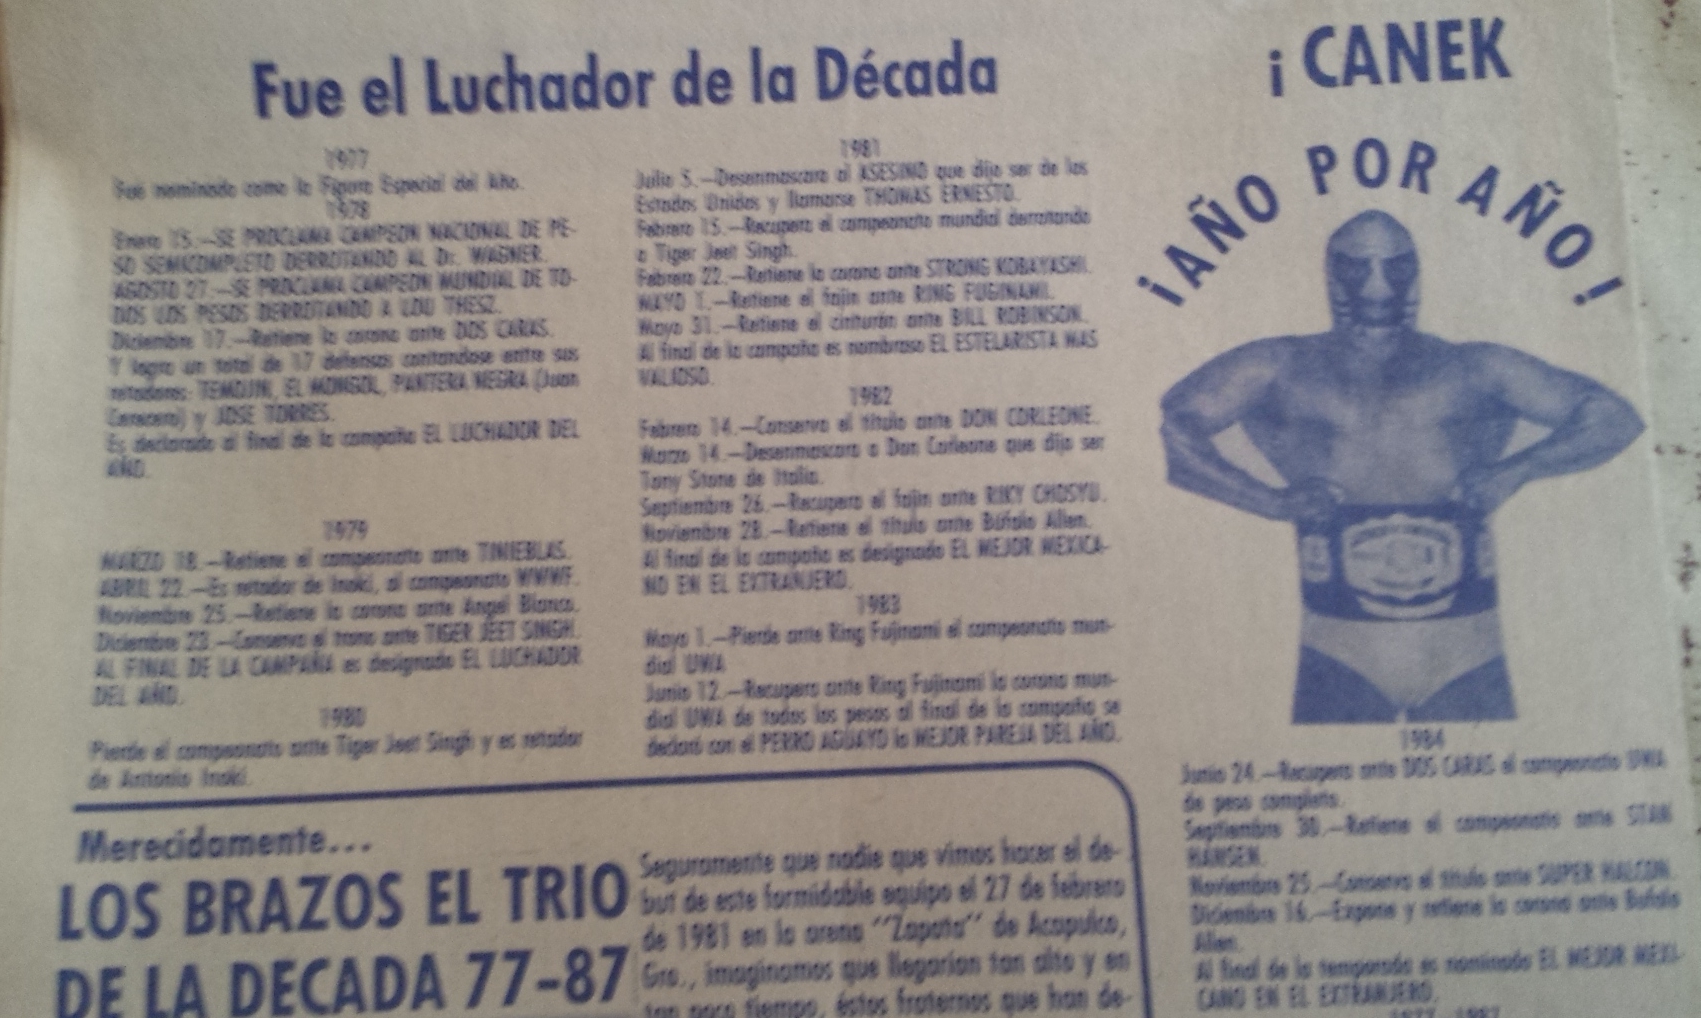 Fue el Luchador de la Década
¡ CANEK
¡AÑO POR AÑO!
1977
Fué nominado como la Figura Especial del Año.
1978
Enero 15.—SE PROCLAMA CAMPEON NACIONAL DE PE-
SO SEMICOMPLETO DERROTANDO AL Dr. WAGNER.
AGOSTO 27.—SE PROCLAMA CAMPEON MUNDIAL DE TO-
DOS LOS PESOS DERROTANDO A LOU THESZ.
Diciembre 17.—Retiene la corona ante DOS CARAS.
Y logra un total de 17 defensas contandose entre sus
retadores: TEMOJIN, EL MONGOL, PANTERA NEGRA (Juan
y JOSE TORRES.
Es declarado al final de la campaña EL LUCHADOR DEL
AÑO.
1979
MARZO 18.—Retiene el campeonato ante TINIEBLAS.
ABRIL 22.—Es retador de Inoki, al campeonato WWWF.
Noviembre 25.—Retiene la corona ante Angel Blanco.
Diciembre 23.—Conserva el trono ante TIGER JEET SINGH.
AL FINAL DE LA CAMPAÑA es designado EL LUCHADOR
DEL AÑO.
1980
Pierde el campeonato ante Tiger Jeet Singh y es retador
de Antonio Inoki.
1981
Julio 5.—Desenmascara al ASESINO que dijo ser de los
Estados Unidos y llamarse THOMAS ERNESTO.
Febrero 15.—Recupera el campeonato mundial derrotando
a Tiger Jeet Singh.
Febrero 22.—Retiene la corona ante STRONG KOBAYASHI.
MAYO 1.—Retiene el fajin ante RING FUGINAMI.
Mayo 31.—Retiene el cinturón ante BILL ROBINSON.
Al final de la campaña es nombraso EL ESTELARISTA MAS
VALIOSO.
1982
Febrero 14.—Conserva el título ante DON CORLEONE.
Marzo 14.—Desenmascara a Don Corleone que dijo ser
Tony Stone de Italia.
Septiembre 26.—Recupera el fajin ante RIKY CHOSYU.
Noviembre 28.—Retiene el título ante Búfalo Allen.
Al final de la campaña es designado EL MEJOR MEXICA-
NO EN EL EXTRANJERO.
1983
Mayo 1.—Pierde ante Ring Fujinami el campeonato mun-
dial UWA
Junio 12.—Recupera ante Ring Fujinami la corona mun-
dial UWA de todos los pesos al final de la campaña se
declaró con el PERRO AGUAYO la MEJOR PAREJA DEL AÑO.
1984
Junio 24.—Recupera ante DOS CARAS el campeonato UWA
de peso completo.
Septiembre 30.—Retiene el campeonato ante STAN
HANSEN.
Noviembre 25.—Conserva el título ante SUPER HALCON.
Diciembre 16.—Expone y retiene la corona ante Bufalo
Allen.
Al final de la temporada es nominado EL MEJOR MEXI-
CANO EN EL EXTRANJERO.
Merecidamente...
LOS BRAZOS EL TRIO
DE LA DECADA 77-87
Seguramente que nadie que vimos hacer el de-
but de este formidable equipo el 27 de febrero
de 1981 en la arena "Zapata" de Acapulco,
Gro., imaginamos que llegarían tan alto y en
tan poco tiempo, éstos fraternos que han de-